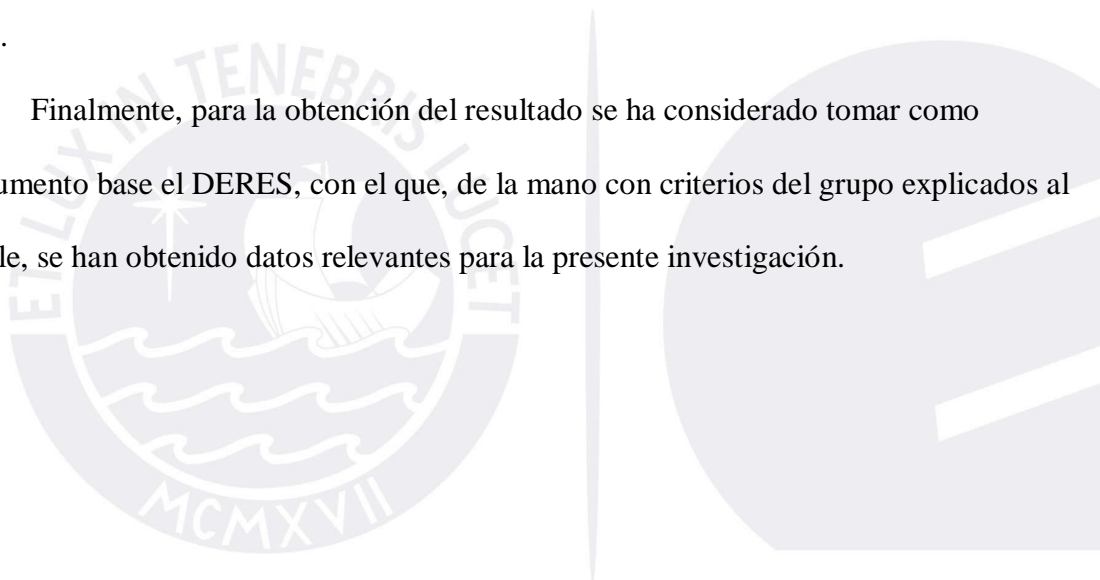 .
Finalmente, para la obtención del resultado se ha considerado tomar como
umento base el DERES, con el que, de la mano con criterios del grupo explicados al
le, se han obtenido datos relevantes para la presente investigación.
ET LUX IN TENEBRIS LUCET
MCMXVII